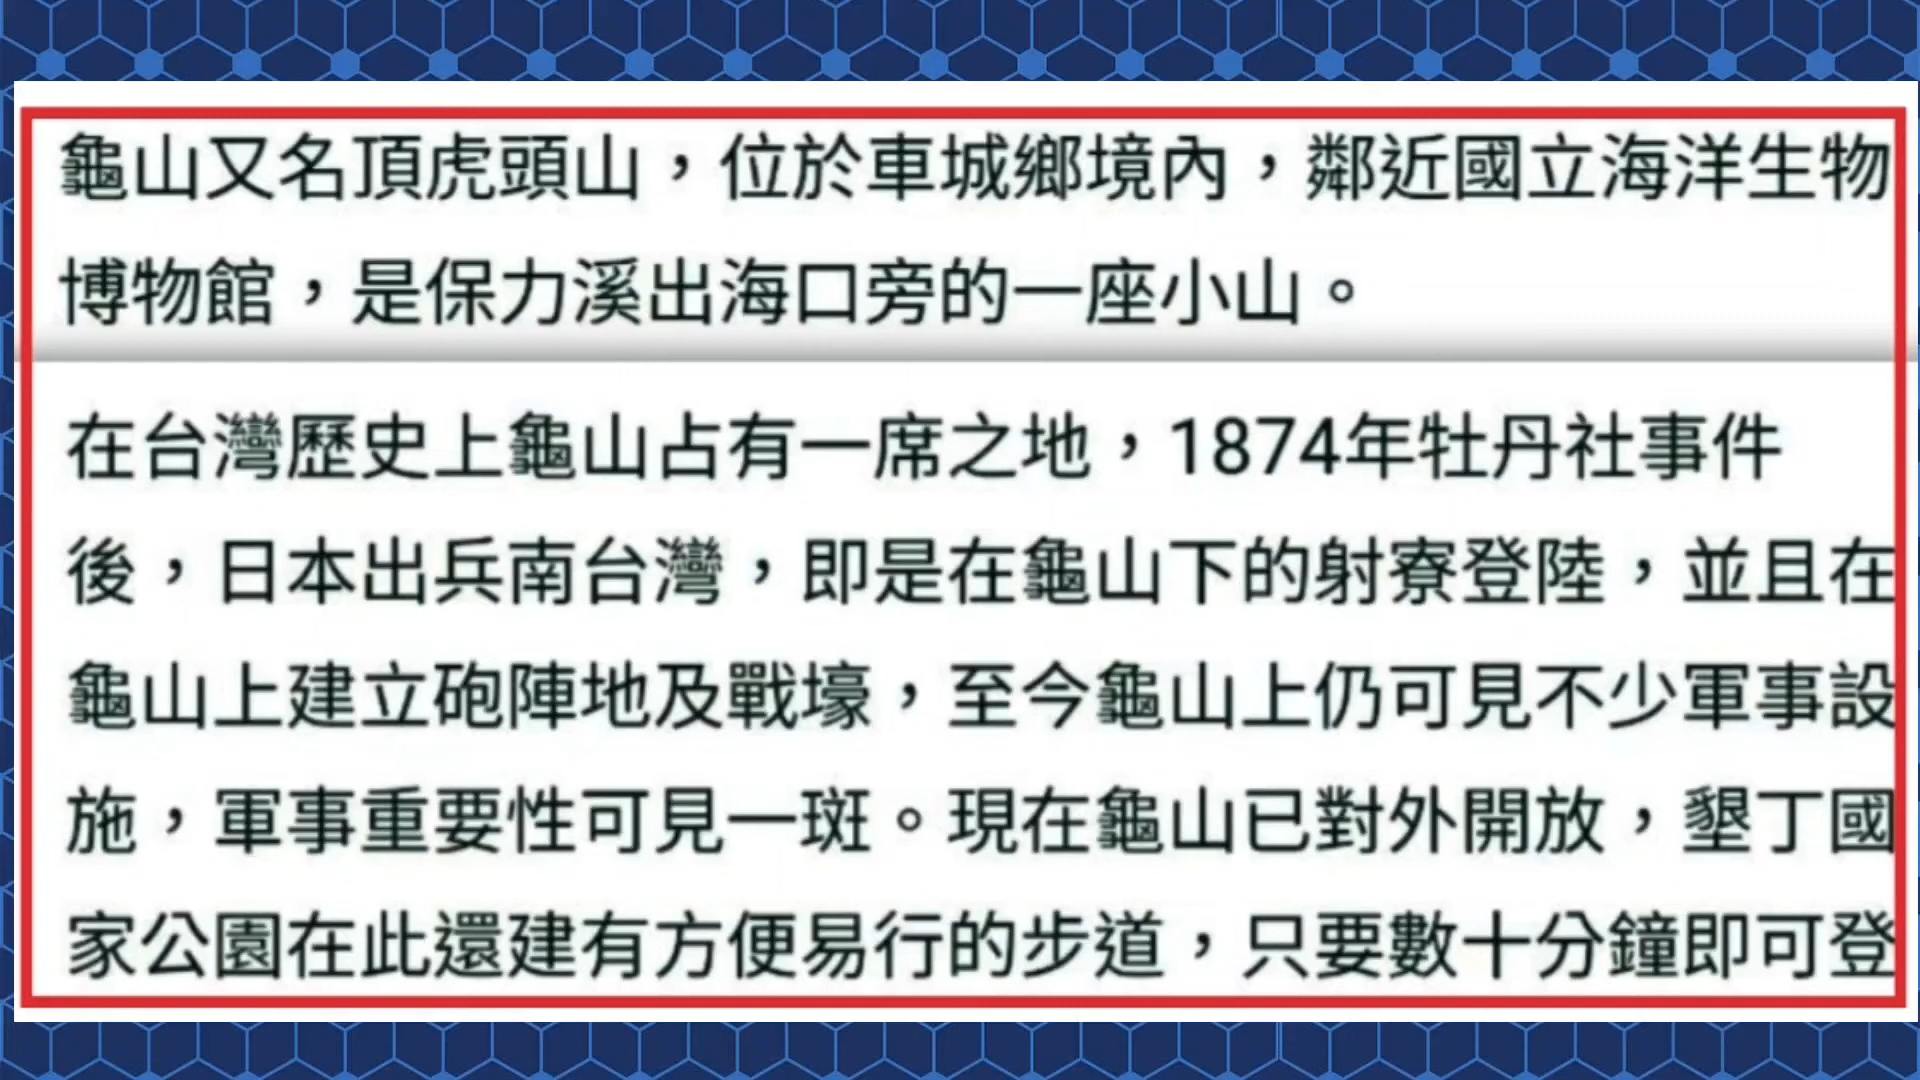 龜山又名頂虎頭山，位於車城鄉境內，鄰近國立海洋生物
博物館，是保力溪出海口旁的一座小山。
在台灣歷史上龜山占有一席之地，1874年牡丹社事件
後，日本出兵南台灣，即是在龜山下的射寮登陸，並且在
龜山上建立砲陣地及戰壕，至今龜山上仍可見不少軍事設
施，軍事重要性可見一斑。現在龜山已對外開放，墾丁國
家公園在此還建有方便易行的步道，只要數十分鐘即可登